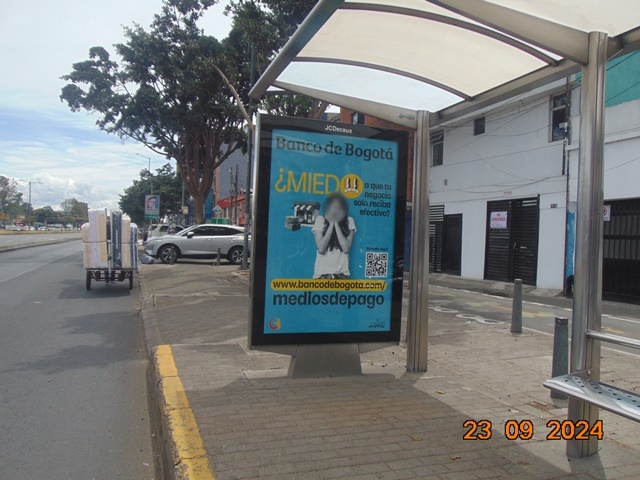 JCDecaux
Banco de Bogotá
¿MIEDO a que tu
negocio
solo reciba
efectivo?
www.bancodebogota.com/
mediosdepago
23 09 2024